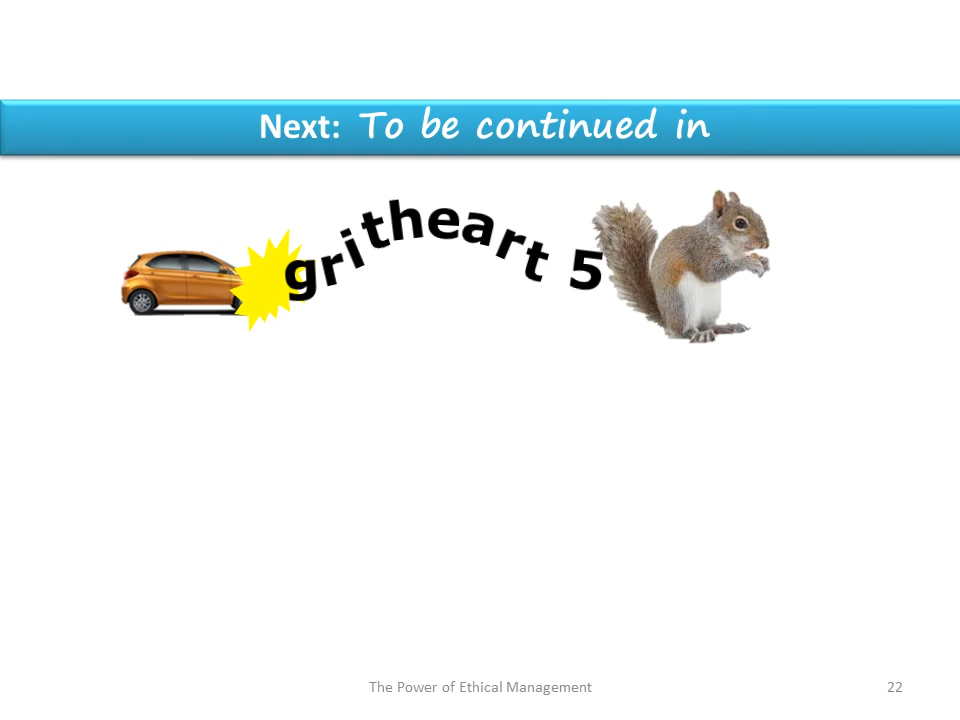 Next: To be continued in
gritheart 5
The Power of Ethical Management
22